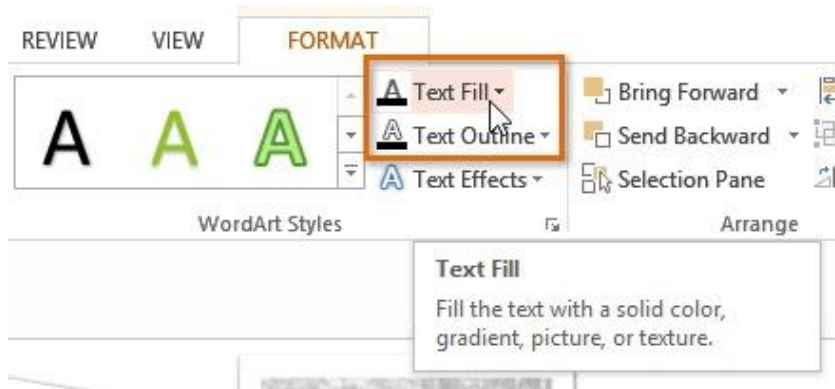 REVIEW VIEW FORMAT
A A A
Text Fill
Text Outline
Text Effects
Bring Forward
Send Backward
Selection Pane
WordArt Styles
Arrange
Text Fill
Fill the text with a solid color,
gradient, picture, or texture.